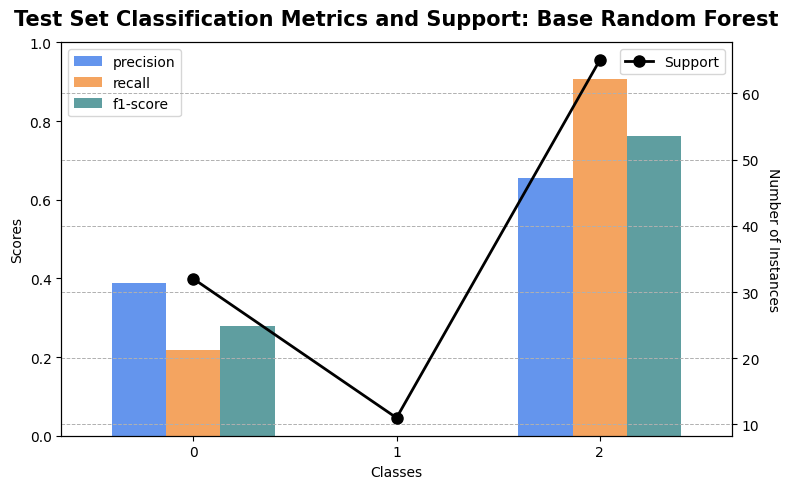 Test Set Classification Metrics and Support: Base Random Forest
precision
recall
f1-score
Support
1.0
0.8
0.6
0.4
0.2
0.0
Scores
60
50
40
30
20
10
Number of Instances
0
1
2
Classes